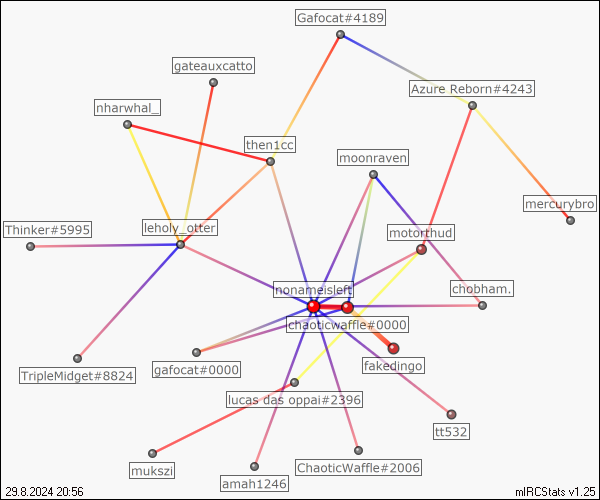 Gafocat#4189
gateauxcatto
Azure Reborn#4243
nharwhal_
then1cc
moonraven
mercurybro
Thinker#5995
leholy_otter
motorthud
nonameisleft
chobham.
chaoticwaffle#0000
TripleMidget#8824
gafocat#0000
fakedingo
lucas das oppai#2396
tt532
mukszi
amah1246
ChaoticWaffle#2006
29.8.2024 20:56
mIRCStats v1.25